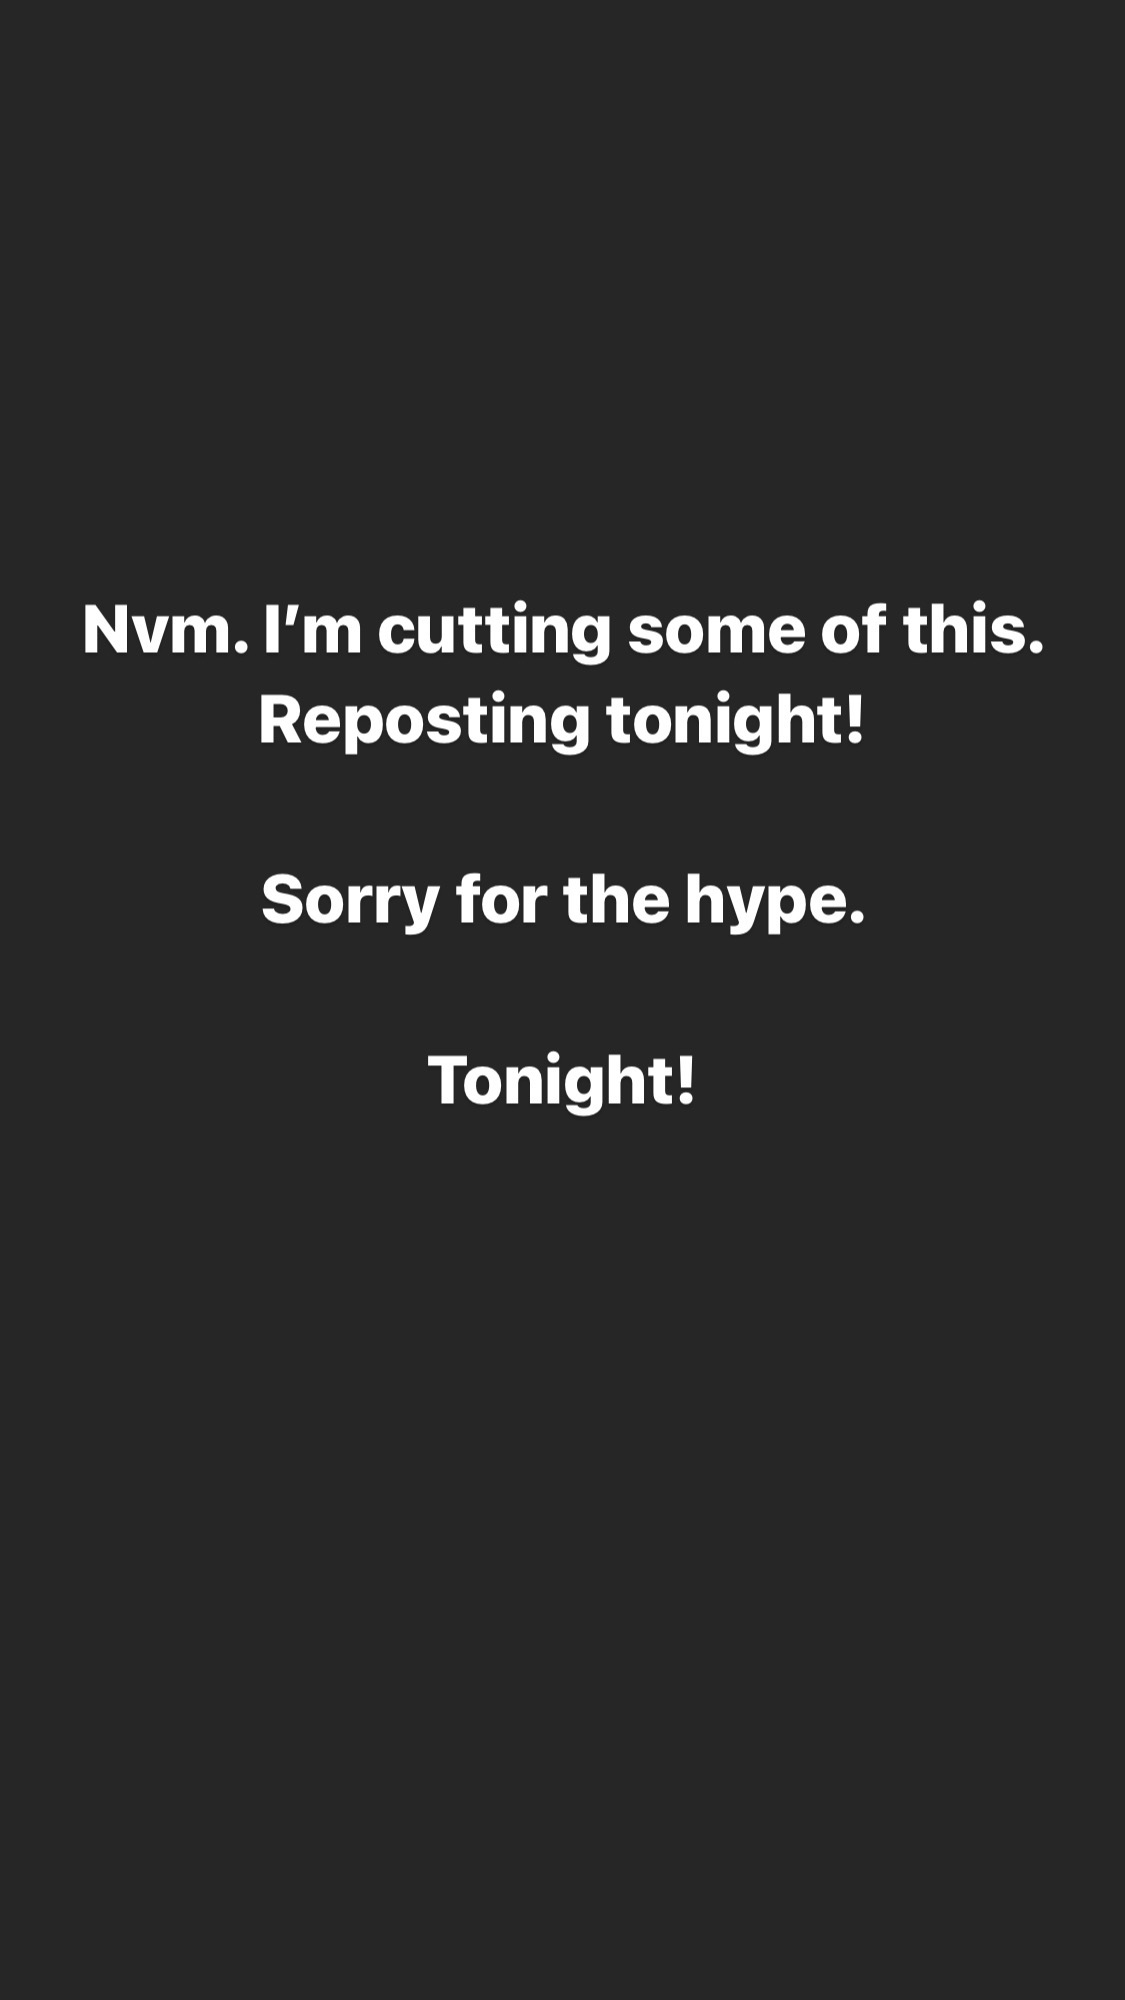 Nvm. I’m cutting some of this.
Reposting tonight!
Sorry for the hype.
Tonight!